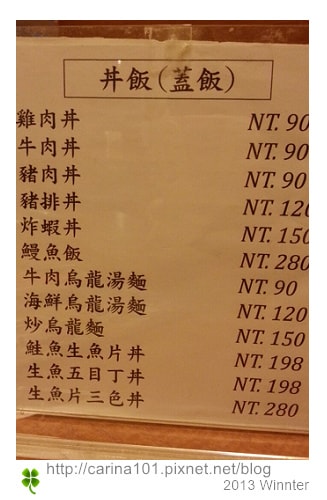 丼飯(蓋飯)
雞肉丼 NT. 90
牛肉丼 NT. 90
豬肉丼 NT. 90
豬排丼 NT. 120
炸蝦丼 NT. 150
鰻魚飯 NT. 280
牛肉烏龍湯麵 NT. 90
海鮮烏龍湯麵 NT. 120
炒烏龍麵 NT. 150
鮭魚生魚片丼 NT. 198
生魚五目丁丼 NT. 198
生魚片三色丼 NT. 280
http://carina101.pixnet.net/blog
2013 Winnter